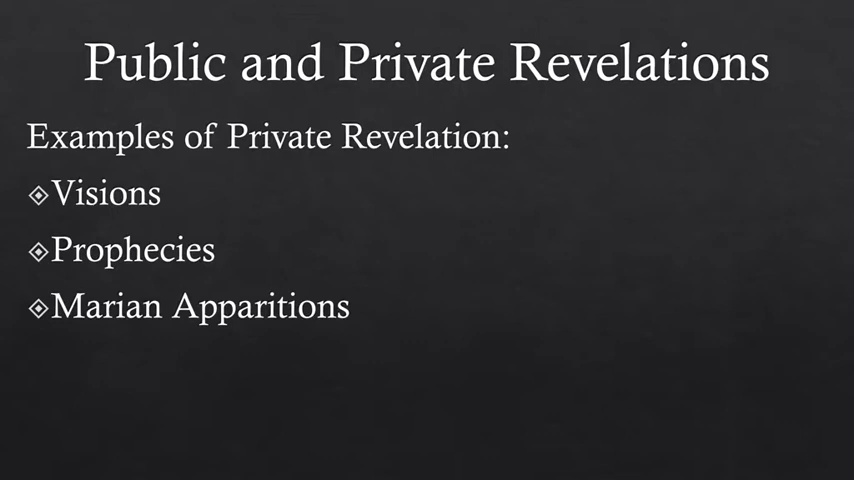 Public and Private Revelations
Examples of Private Revelation:
Visions
Prophecies
Marian Apparitions